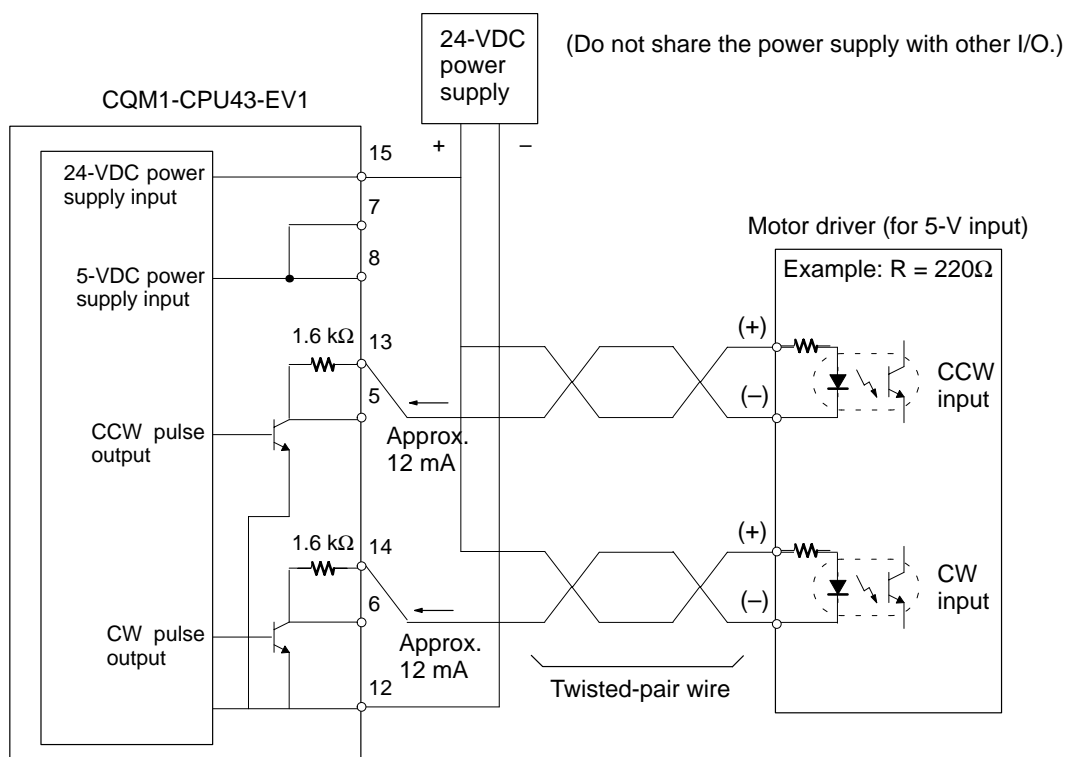 24-VDC
power
supply
(Do not share the power supply with other I/O.)
CQM1-CPU43-EV1
+
–
15
24-VDC power
supply input
7
8
5-VDC power
supply input
Motor driver (for 5-V input)
Example: R = 220Ω
1.6 kΩ
13
5
(+)
(–)
CCW
input
CCW pulse
output
Approx.
12 mA
1.6 kΩ
14
6
(+)
(–)
CW
input
CW pulse
output
Approx.
12 mA
12
Twisted-pair wire